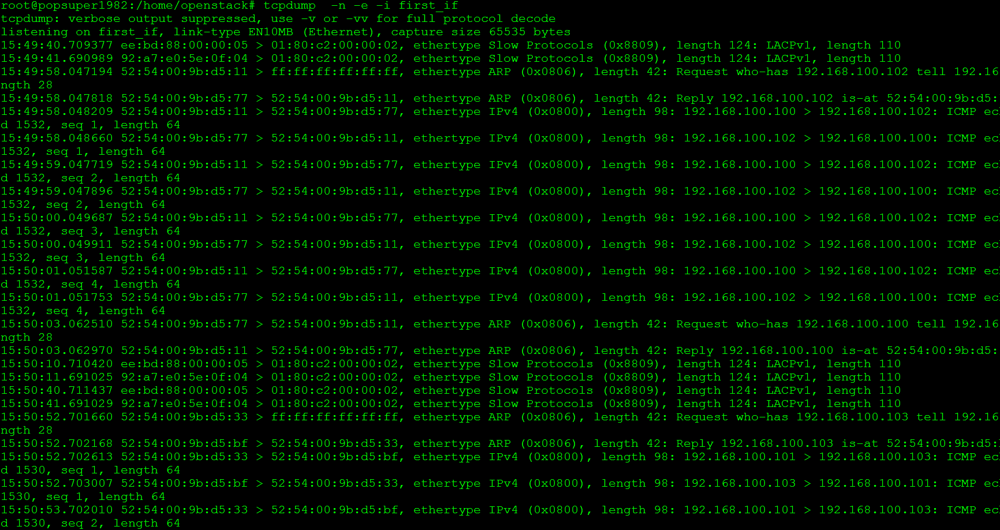 root@popsuper1982:/home/openstack# tcpdump  -n -e -i first_if
tcpdump: verbose output suppressed, use -v or -vv for full protocol decode
listening on first_if, link-type EN10MB (Ethernet), capture size 65535 bytes
15:49:40.709377 ee:bd:88:00:00:05 > 01:80:c2:00:00:02, ethertype Slow Protocols (0x8809), length 124: LACPv1, length 110
15:49:41.690989 92:a7:e0:5e:0f:04 > 01:80:c2:00:00:02, ethertype Slow Protocols (0x8809), length 124: LACPv1, length 110
15:49:58.047194 52:54:00:9b:d5:11 > ff:ff:ff:ff:ff:ff, ethertype ARP (0x0806), length 42: Request who-has 192.168.100.102 tell 192.16
ngth 28
15:49:58.047818 52:54:00:9b:d5:77 > 52:54:00:9b:d5:11, ethertype ARP (0x0806), length 42: Reply 192.168.100.102 is-at 52:54:00:9b:d5:
15:49:58.048209 52:54:00:9b:d5:11 > 52:54:00:9b:d5:77, ethertype IPv4 (0x0800), length 98: 192.168.100.100 > 192.168.100.102: ICMP ec
d 1532, seq 1, length 64
15:49:58.048660 52:54:00:9b:d5:77 > 52:54:00:9b:d5:11, ethertype IPv4 (0x0800), length 98: 192.168.100.102 > 192.168.100.100: ICMP ec
1532, seq 1, length 64
15:49:59.047719 52:54:00:9b:d5:11 > 52:54:00:9b:d5:77, ethertype IPv4 (0x0800), length 98: 192.168.100.100 > 192.168.100.102: ICMP ec
d 1532, seq 2, length 64
15:49:59.047896 52:54:00:9b:d5:77 > 52:54:00:9b:d5:11, ethertype IPv4 (0x0800), length 98: 192.168.100.102 > 192.168.100.100: ICMP ec
1532, seq 2, length 64
15:50:00.049687 52:54:00:9b:d5:11 > 52:54:00:9b:d5:77, ethertype IPv4 (0x0800), length 98: 192.168.100.100 > 192.168.100.102: ICMP ec
d 1532, seq 3, length 64
15:50:00.049911 52:54:00:9b:d5:77 > 52:54:00:9b:d5:11, ethertype IPv4 (0x0800), length 98: 192.168.100.102 > 192.168.100.100: ICMP ec
1532, seq 3, length 64
15:50:01.051587 52:54:00:9b:d5:11 > 52:54:00:9b:d5:77, ethertype IPv4 (0x0800), length 98: 192.168.100.100 > 192.168.100.102: ICMP ec
d 1532, seq 4, length 64
15:50:01.051753 52:54:00:9b:d5:77 > 52:54:00:9b:d5:11, ethertype IPv4 (0x0800), length 98: 192.168.100.102 > 192.168.100.100: ICMP ec
1532, seq 4, length 64
15:50:03.062510 52:54:00:9b:d5:77 > 52:54:00:9b:d5:11, ethertype ARP (0x0806), length 42: Request who-has 192.168.100.100 tell 192.16
ngth 28
15:50:03.062970 52:54:00:9b:d5:11 > 52:54:00:9b:d5:77, ethertype ARP (0x0806), length 42: Reply 192.168.100.100 is-at 52:54:00:9b:d5:
15:50:10.710420 ee:bd:88:00:00:05 > 01:80:c2:00:00:02, ethertype Slow Protocols (0x8809), length 124: LACPv1, length 110
15:50:11.691025 92:a7:e0:5e:0f:04 > 01:80:c2:00:00:02, ethertype Slow Protocols (0x8809), length 124: LACPv1, length 110
15:50:40.711437 ee:bd:88:00:00:05 > 01:80:c2:00:00:02, ethertype Slow Protocols (0x8809), length 124: LACPv1, length 110
15:50:41.691029 92:a7:e0:5e:0f:04 > 01:80:c2:00:00:02, ethertype Slow Protocols (0x8809), length 124: LACPv1, length 110
15:50:52.701660 52:54:00:9b:d5:33 > ff:ff:ff:ff:ff:ff, ethertype ARP (0x0806), length 42: Request who-has 192.168.100.103 tell 192.16
ngth 28
15:50:52.702168 52:54:00:9b:d5:bf > 52:54:00:9b:d5:33, ethertype ARP (0x0806), length 42: Reply 192.168.100.103 is-at 52:54:00:9b:d5:
15:50:52.702613 52:54:00:9b:d5:33 > 52:54:00:9b:d5:bf, ethertype IPv4 (0x0800), length 98: 192.168.100.101 > 192.168.100.103: ICMP ec
d 1530, seq 1, length 64
15:50:52.703007 52:54:00:9b:d5:bf > 52:54:00:9b:d5:33, ethertype IPv4 (0x0800), length 98: 192.168.100.103 > 192.168.100.101: ICMP ec
1530, seq 1, length 64
15:50:53.702010 52:54:00:9b:d5:33 > 52:54:00:9b:d5:bf, ethertype IPv4 (0x0800), length 98: 192.168.100.101 > 192.168.100.103: ICMP ec
d 1530, seq 2, length 64